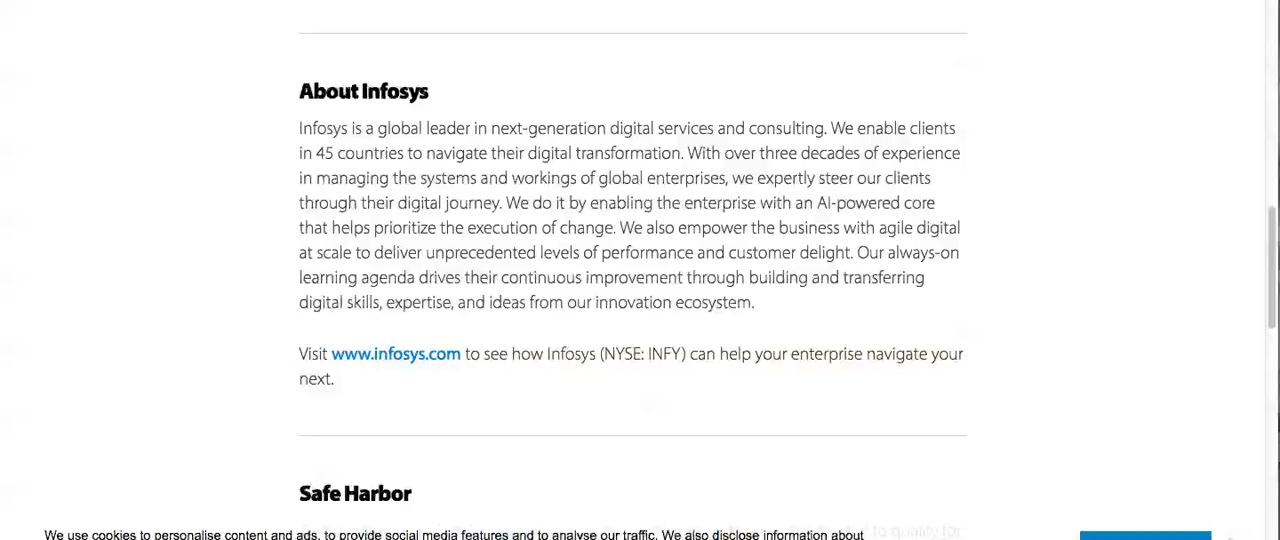 About Infosys
Infosys is a global leader in next-generation digital services and consulting. We enable clients
in 45 countries to navigate their digital transformation. With over three decades of experience
in managing the systems and workings of global enterprises, we expertly steer our clients
through their digital journey. We do it by enabling the enterprise with an AI-powered core
that helps prioritize the execution of change. We also empower the business with agile digital
at scale to deliver unprecedented levels of performance and customer delight. Our always-on
learning agenda drives their continuous improvement through building and transferring
digital skills, expertise, and ideas from our innovation ecosystem.
Visit www.infosys.com to see how Infosys (NYSE: INFY) can help your enterprise navigate your
next.
Safe Harbor
to qualify for
We use cookies to personalise content and ads, to provide social media features and to analyse our traffic. We also disclose information about